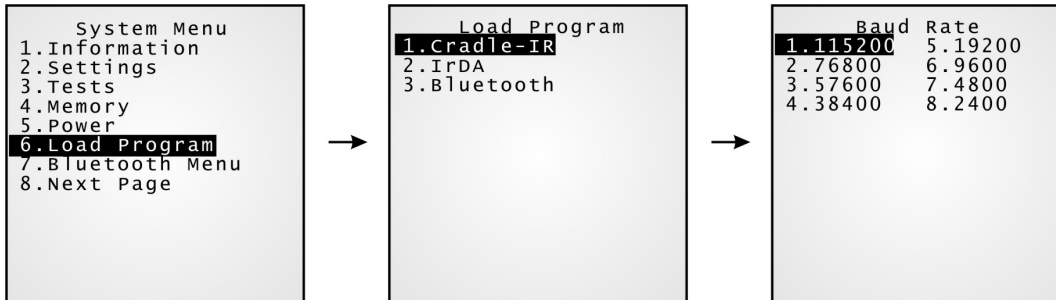 System Menu
1.Information
2.Settings
3.Tests
4.Memory
5.Power
6.Load Program
7.Bluetooth Menu
8.Next Page
Load Program
1.Cradle-IR
2.IrDA
3.Bluetooth
Baud Rate
1.115200 5.19200
2.76800 6.9600
3.57600 7.4800
4.38400 8.2400